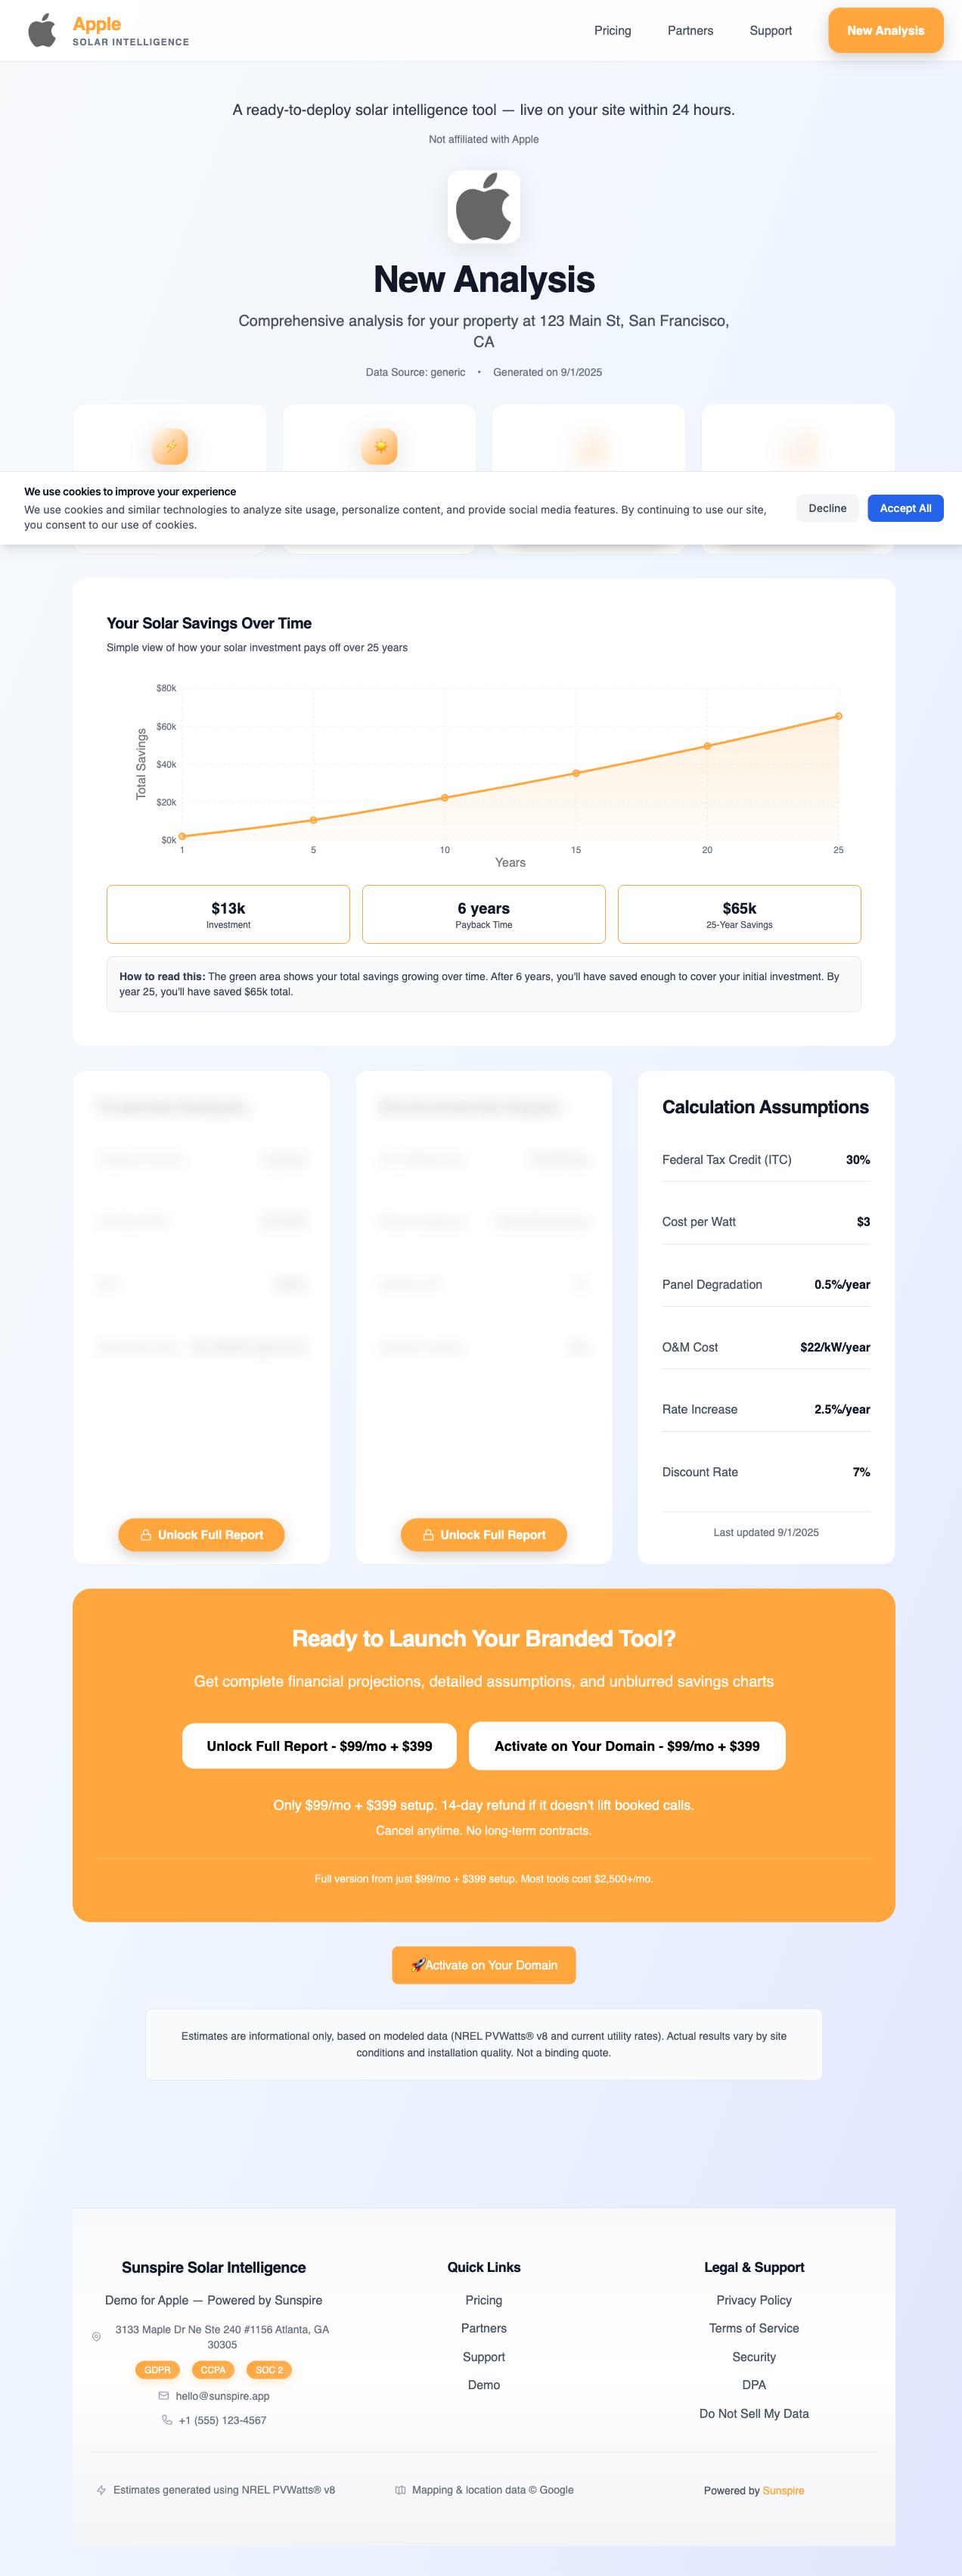 Apple
SOLAR INTELLIGENCE
Pricing
Partners
Support
New Analysis
A ready-to-deploy solar intelligence tool — live on your site within 24 hours.
Not affiliated with Apple
New Analysis
Comprehensive analysis for your property at 123 Main St, San Francisco,
CA
Data Source: generic • Generated on 9/1/2025
We use cookies to improve your experience
We use cookies and similar technologies to analyze site usage, personalize content, and provide social media features. By continuing to use our site,
you consent to our use of cookies.
Decline
Accept All
Your Solar Savings Over Time
Simple view of how your solar investment pays off over 25 years
$80k
$60k
$40k
$20k
$0k
Total Savings
1
5
10
15
20
25
Years
$13k
Investment
6 years
Payback Time
$65k
25-Year Savings
How to read this: The green area shows your total savings growing over time. After 6 years, you'll have saved enough to cover your initial investment. By
year 25, you'll have saved $65k total.
Unlock Full Report
Unlock Full Report
Calculation Assumptions
Federal Tax Credit (ITC) 30%
Cost per Watt $3
Panel Degradation 0.5%/year
O&M Cost $22/kW/year
Rate Increase 2.5%/year
Discount Rate 7%
Last updated 9/1/2025
Ready to Launch Your Branded Tool?
Get complete financial projections, detailed assumptions, and unblurred savings charts
Unlock Full Report - $99/mo + $399
Activate on Your Domain - $99/mo + $399
Only $99/mo + $399 setup. 14-day refund if it doesn't lift booked calls.
Cancel anytime. No long-term contracts.
Full version from just $99/mo + $399 setup. Most tools cost $2,500+/mo.
🚀Activate on Your Domain
Estimates are informational only, based on modeled data (NREL PVWatts® v8 and current utility rates). Actual results vary by site
conditions and installation quality. Not a binding quote.
Sunspire Solar Intelligence
Demo for Apple — Powered by Sunspire
3133 Maple Dr Ne Ste 240 #1156 Atlanta, GA
30305
GDPR
CCPA
SOC 2
hello@sunspire.app
+1 (555) 123-4567
Quick Links
Pricing
Partners
Support
Demo
Legal & Support
Privacy Policy
Terms of Service
Security
DPA
Do Not Sell My Data
Estimates generated using NREL PVWatts® v8
Mapping & location data © Google
Powered by Sunspire